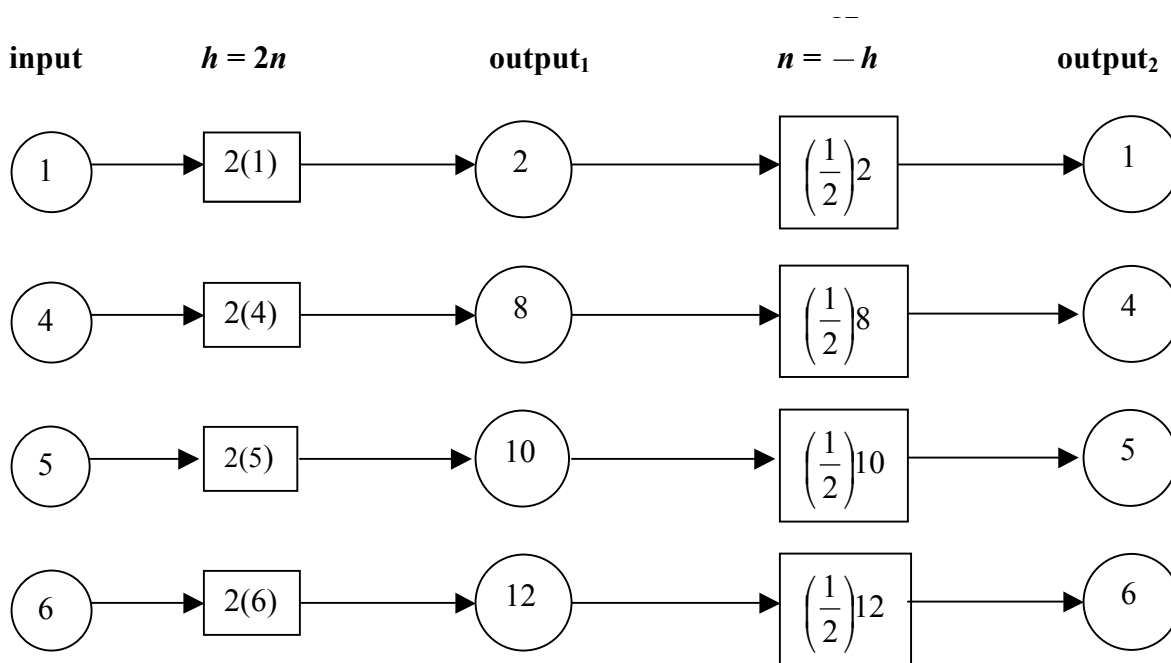 input h = 2n output₁ n = — h output₂
1 2(1) 2 (1/2)2 1
4 2(4) 8 (1/2)8 4
5 2(5) 10 (1/2)10 5
6 2(6) 12 (1/2)12 6